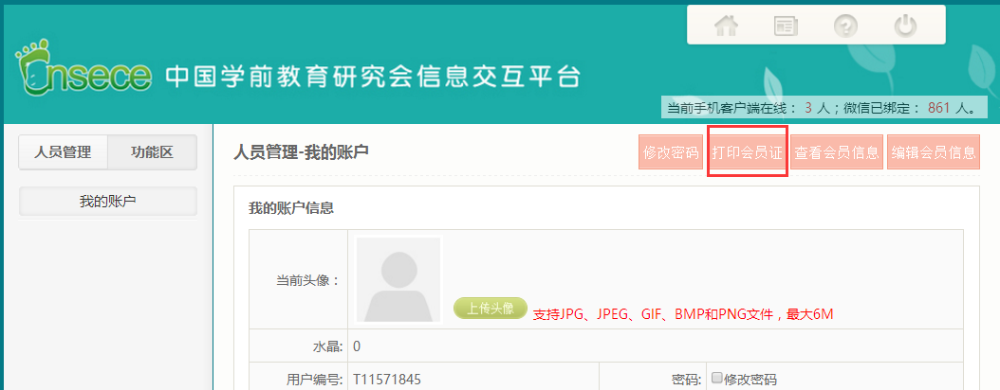 Cnsece 中国学前教育研究会信息交互平台
当前手机客户端在线： 3 人；微信已绑定： 861 人。
人员管理 功能区
我的账户
人员管理-我的账户
修改密码 打印会员证 查看会员信息 编辑会员信息
我的账户信息
当前头像： 上传头像 支持JPG、JPEG、GIF、BMP和PNG文件，最大6M
水晶: 0
用户编号: T11571845 密码: 修改密码